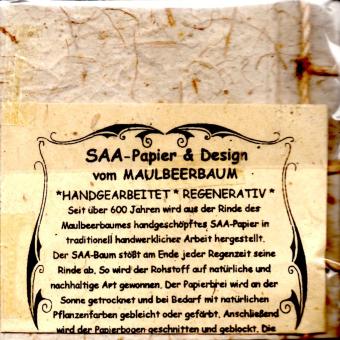 SAA-Papier & Design
vom MAULBEERBAUM
*HANDGEARBEITET * REGENERATIV *
Seit über 600 Jahren wird aus der Rinde des
Maulbeerbaumes handgeschöpftes SAA-Papier in
traditionell handwerklicher Arbeit hergestellt.
Der SAA-Baum stößt am Ende jeder Regenzeit seine
Rinde ab. So wird der Rohstoff auf natürliche und
nachhaltige Art gewonnen. Der Papierbrei wird an der
Sonne getrocknet und bei Bedarf mit natürlichen
Pflanzenfarben gebleicht oder gefärbt. Anschließend
wird der Papierbogen geschnitten und geblockt. Die